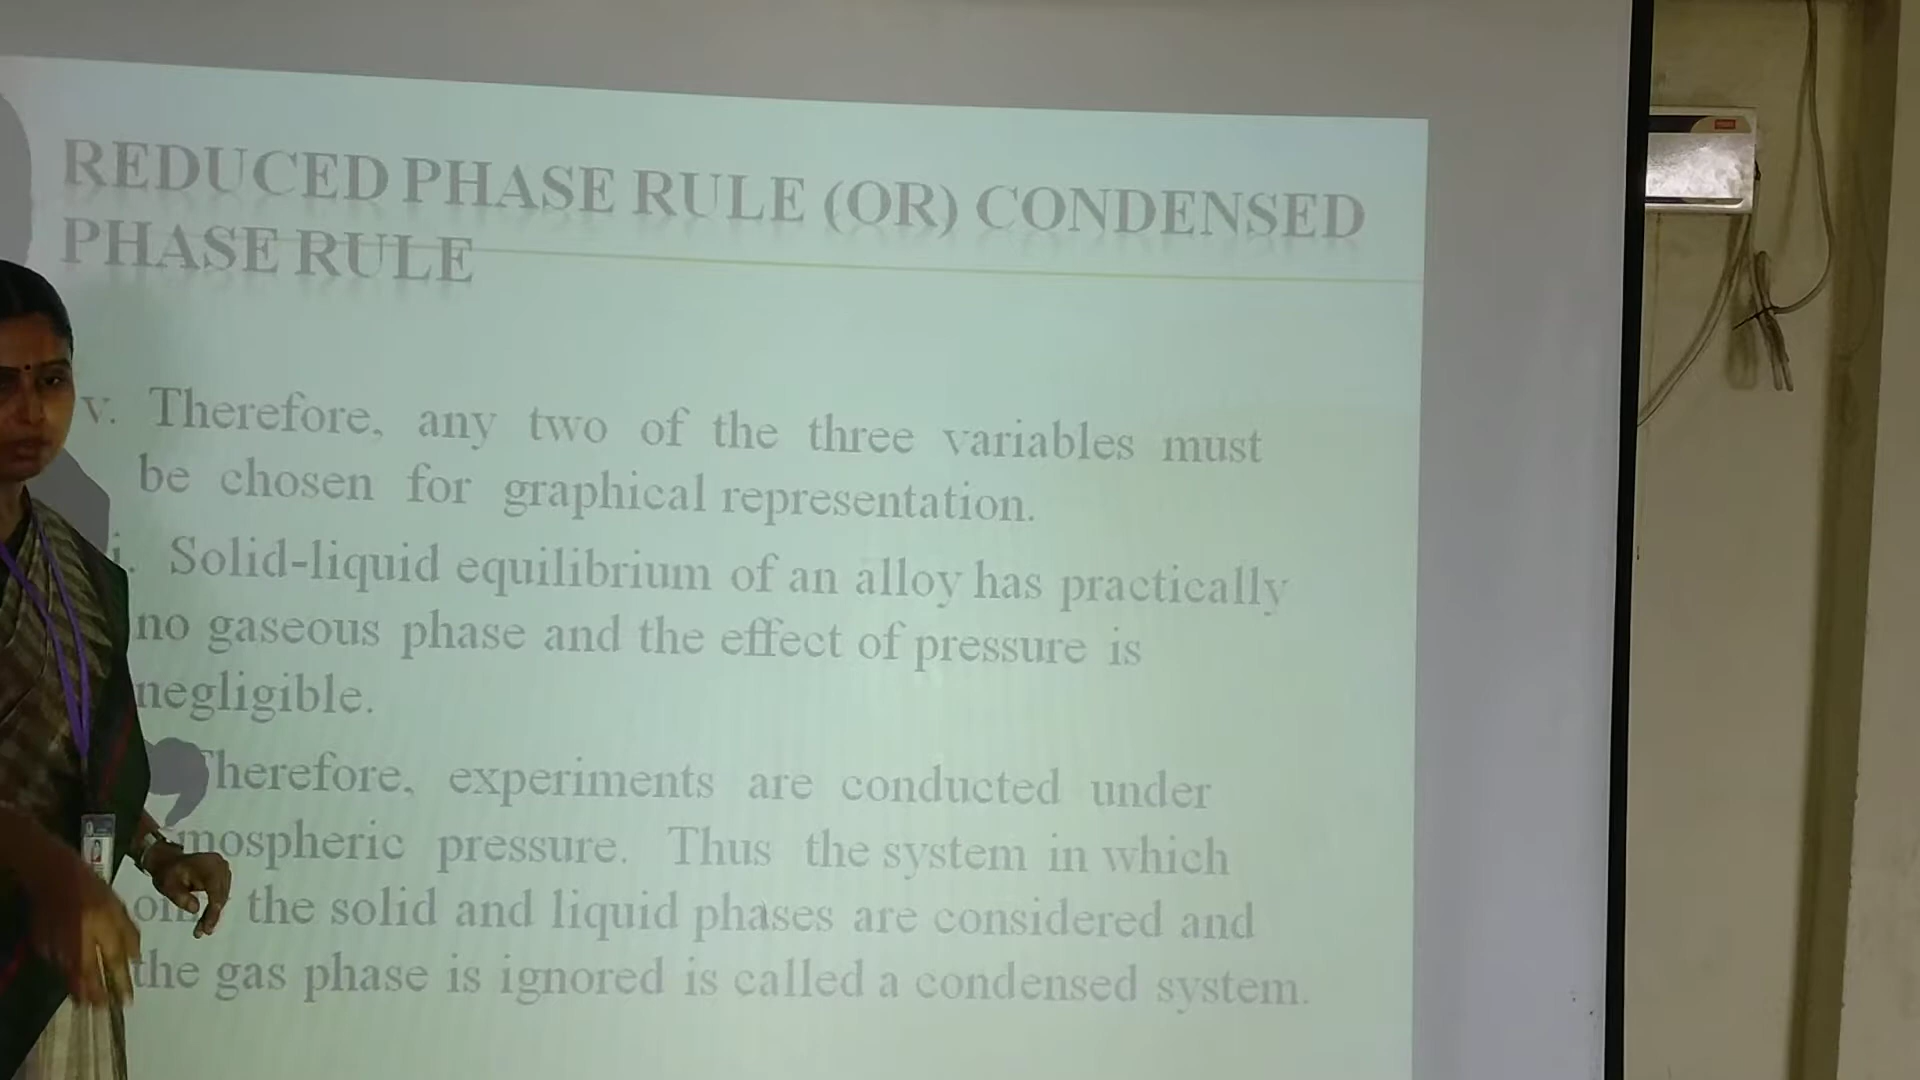 REDUCED PHASE RULE (OR) CONDENSED
PHASE RULE
v. Therefore, any two of the three variables must
be chosen for graphical representation.
i. Solid-liquid equilibrium of an alloy has practically
no gaseous phase and the effect of pressure is
negligible.
Therefore, experiments are conducted under
mospheric pressure. Thus the system in which
the solid and liquid phases are considered and
the gas phase is ignored is called a condensed system.